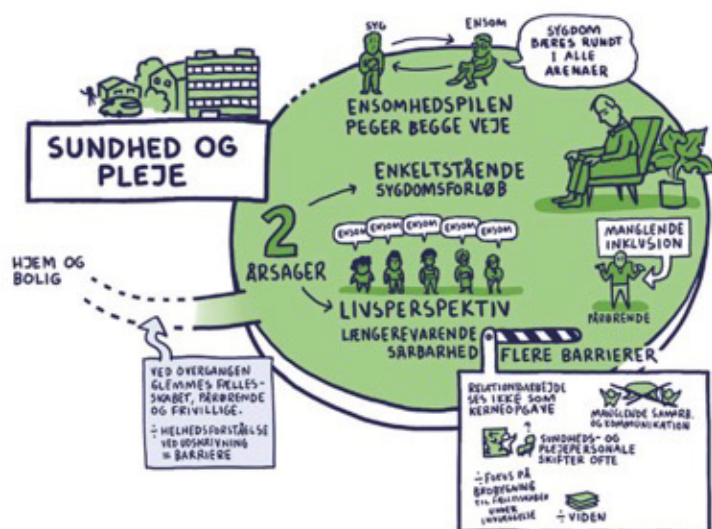 SYG
ENSOM
SYGDOM
BÆRES RUNDT
I ALLE
ARENAER
ENSOMHEDSPILEN
PEGER BEGGE VEJE
SUNDHED OG
PLEJE
ENKELTSTÅENDE
SYGDOMSFORLØB
2
ÅRSAGER
ENSOM
ENSOM
ENSOM
ENSOM
ENSOM
MANGLENDE
INKLUSION
PÅRØRENDE
HJEM OG
BOLIG
LIVSPERSPEKTIV
LÆNGEREVARENDE
SÅRBARHED
FLERE BARRIERER
VED OVERGANGEN
GLEMMES FÆLLES-
SKABET, PÅRØRENDE
OG FRIVILLIGE.
÷ HELHEDSFORSTÅELSE
VED UDSKRIVNING
= BARRIERE
RELATIONSARBEJDE
SES IKKE SOM
KERNEOPGAVE
MANGLENDE SAMARB.
OG KOMMUNIKATION
SUNDHEDS- OG
PLEJEPERSONALE
SKIFTER OFTE
÷ FOKUS PÅ
BROBYGNING
TIL FÆLLESSKABER
UNDER
÷ VIDEN